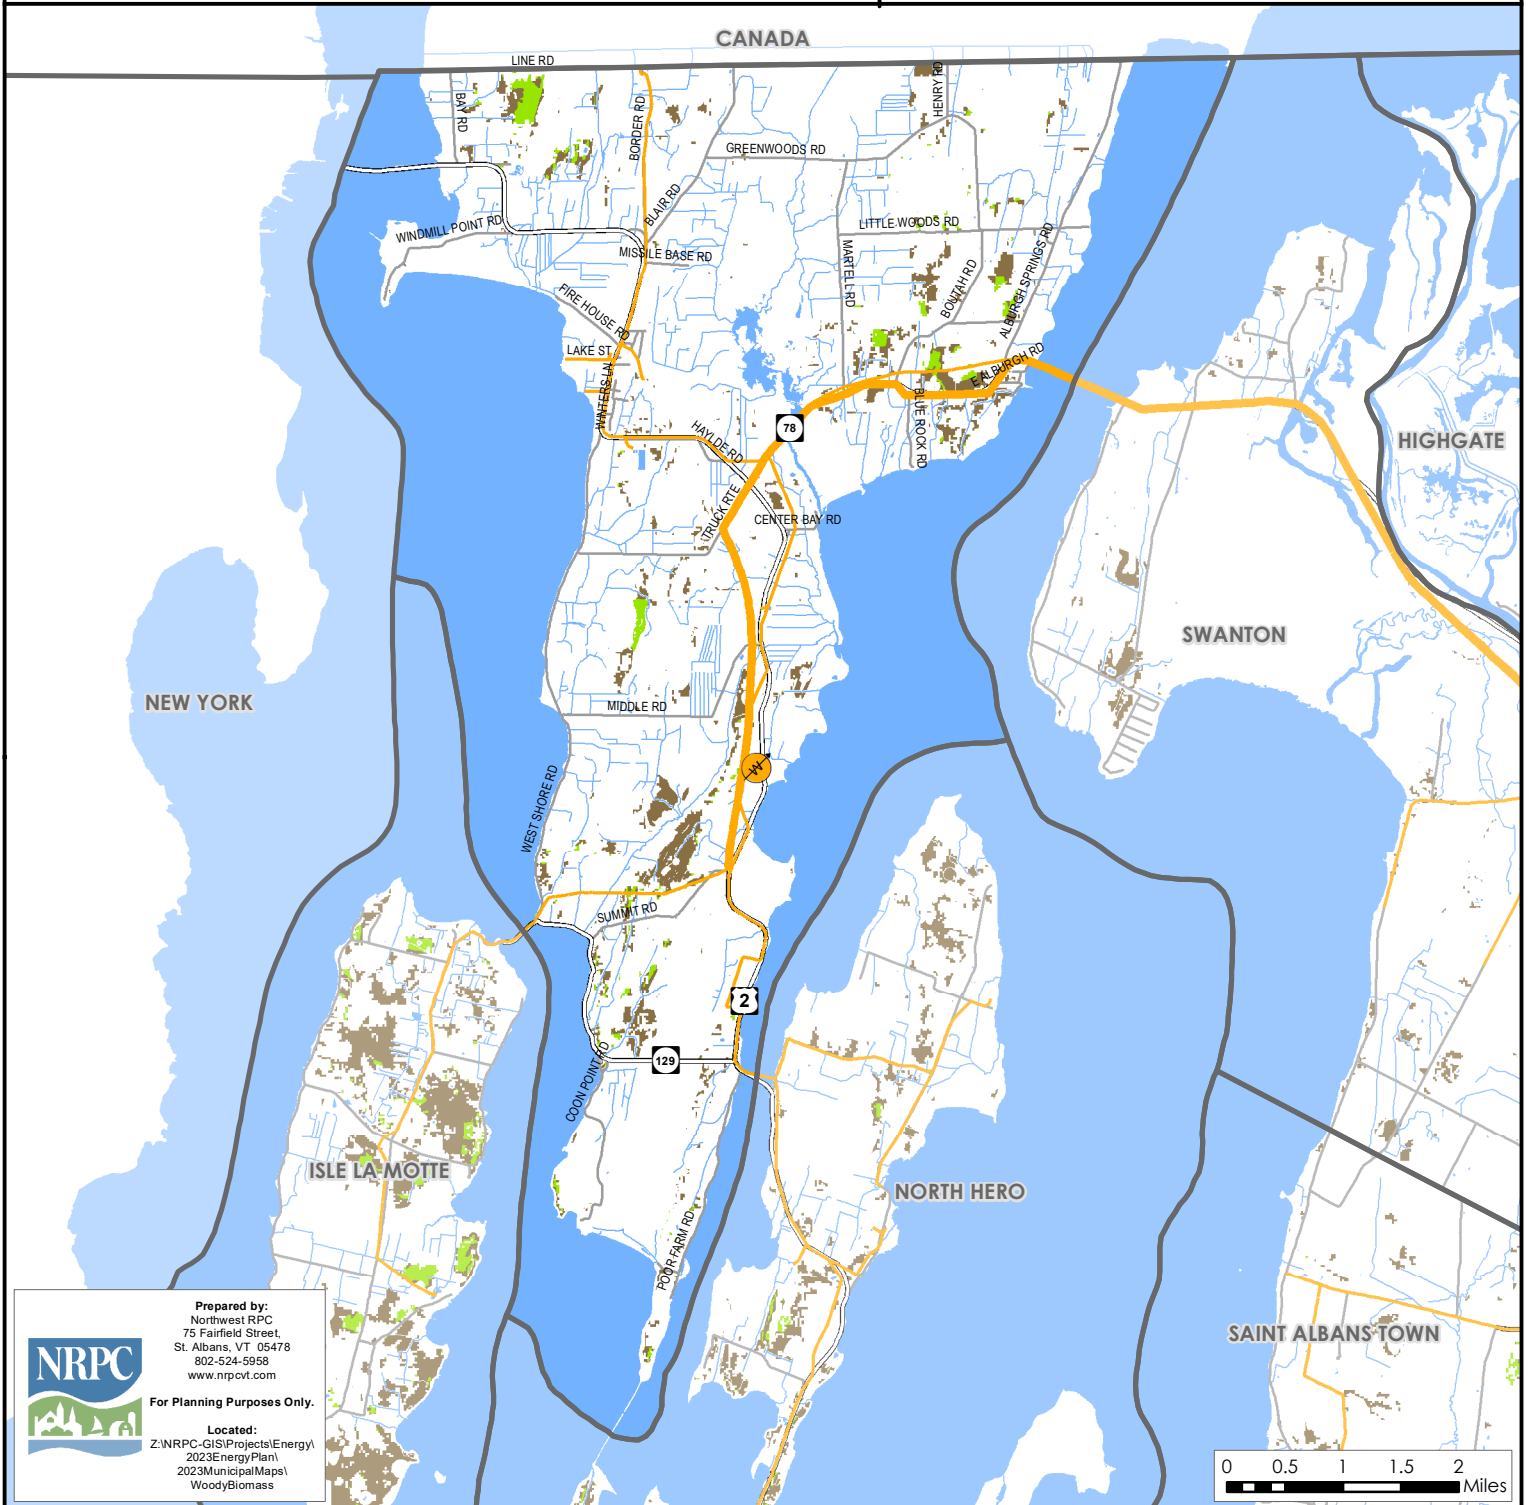 CANADA
LINE RD
BAY RD
BORDER RD
HENRY RD
GREENWOODS RD
BLAIR RD
WINDMILL POINT RD
LITTLE WOODS RD
MISSILE BASE RD
MARTELL RD
BOUTAH RD
ALBURGH SPRINGS RD
FIRE HOUSE RD
LAKE ST
WINTERS LN
E ALBURGH RD
BLUE ROCK RD
78
HAYLDE RD
HIGHGATE
TRUCK RTE
CENTER BAY RD
SWANTON
NEW YORK
MIDDLE RD
W
WEST SHORE RD
SUMMIT RD
2
129
COON POINT RD
ISLE LA MOTTE
NORTH HERO
POOR FARM RD
SAINT ALBANS TOWN
NRPC
Prepared by:
Northwest RPC
75 Fairfield Street,
St. Albans, VT 05478
802-524-5958
www.nrpcvt.com
For Planning Purposes Only.
Located:
Z:\NRPC-GIS\Projects\Energy\
2023EnergyPlan\
2023MunicipalMaps\
WoodyBiomass
0 0.5 1 1.5 2
Miles